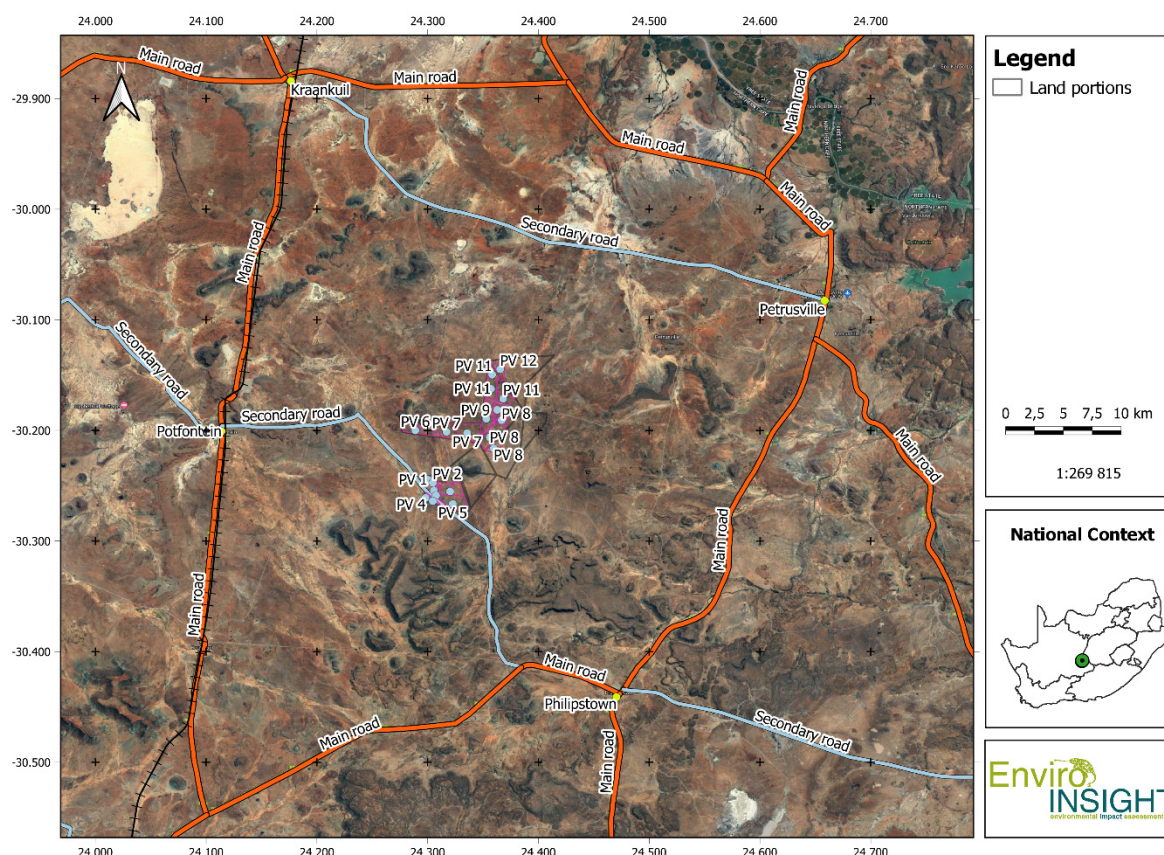 24.000 24.100 24.200 24.300 24.400 24.500 24.600 24.700
-29.900
-30.000
-30.100
-30.200
-30.300
-30.400
-30.500
N
Main road
Kraankuil
Main road
Main road
Main road
Main road
Main road
Secondary road
Petrusville
Secondary road
Secondary road
Potfontein
PV 11
PV 12
PV 11
PV 11
PV 9
PV 8
PV 6
PV 7
PV 7
PV 8
PV 8
PV 1
PV 2
PV 4
PV 5
Main road
Main road
Main road
Main road
Philipstown
Secondary road
Main road
Main road
24.000 24.100 24.200 24.300 24.400 24.500 24.600 24.700
Legend
Land portions
0 2,5 5 7,5 10 km
1:269 815
National Context
Enviro
INSIGHT
environmental impact assessments